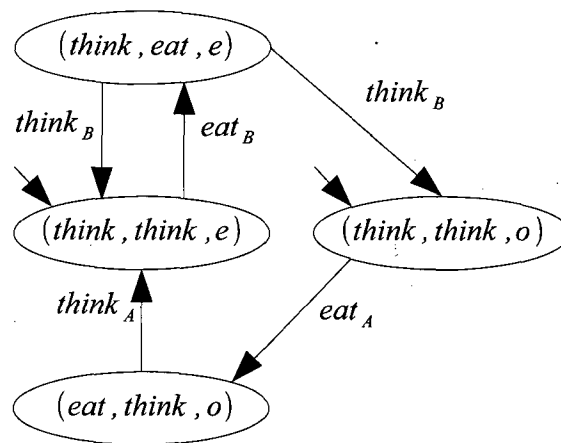 (think, eat, e)
think_B
think_B
eat_B
(think, think, e)
(think, think, o)
think_A
eat_A
(eat, think, o)